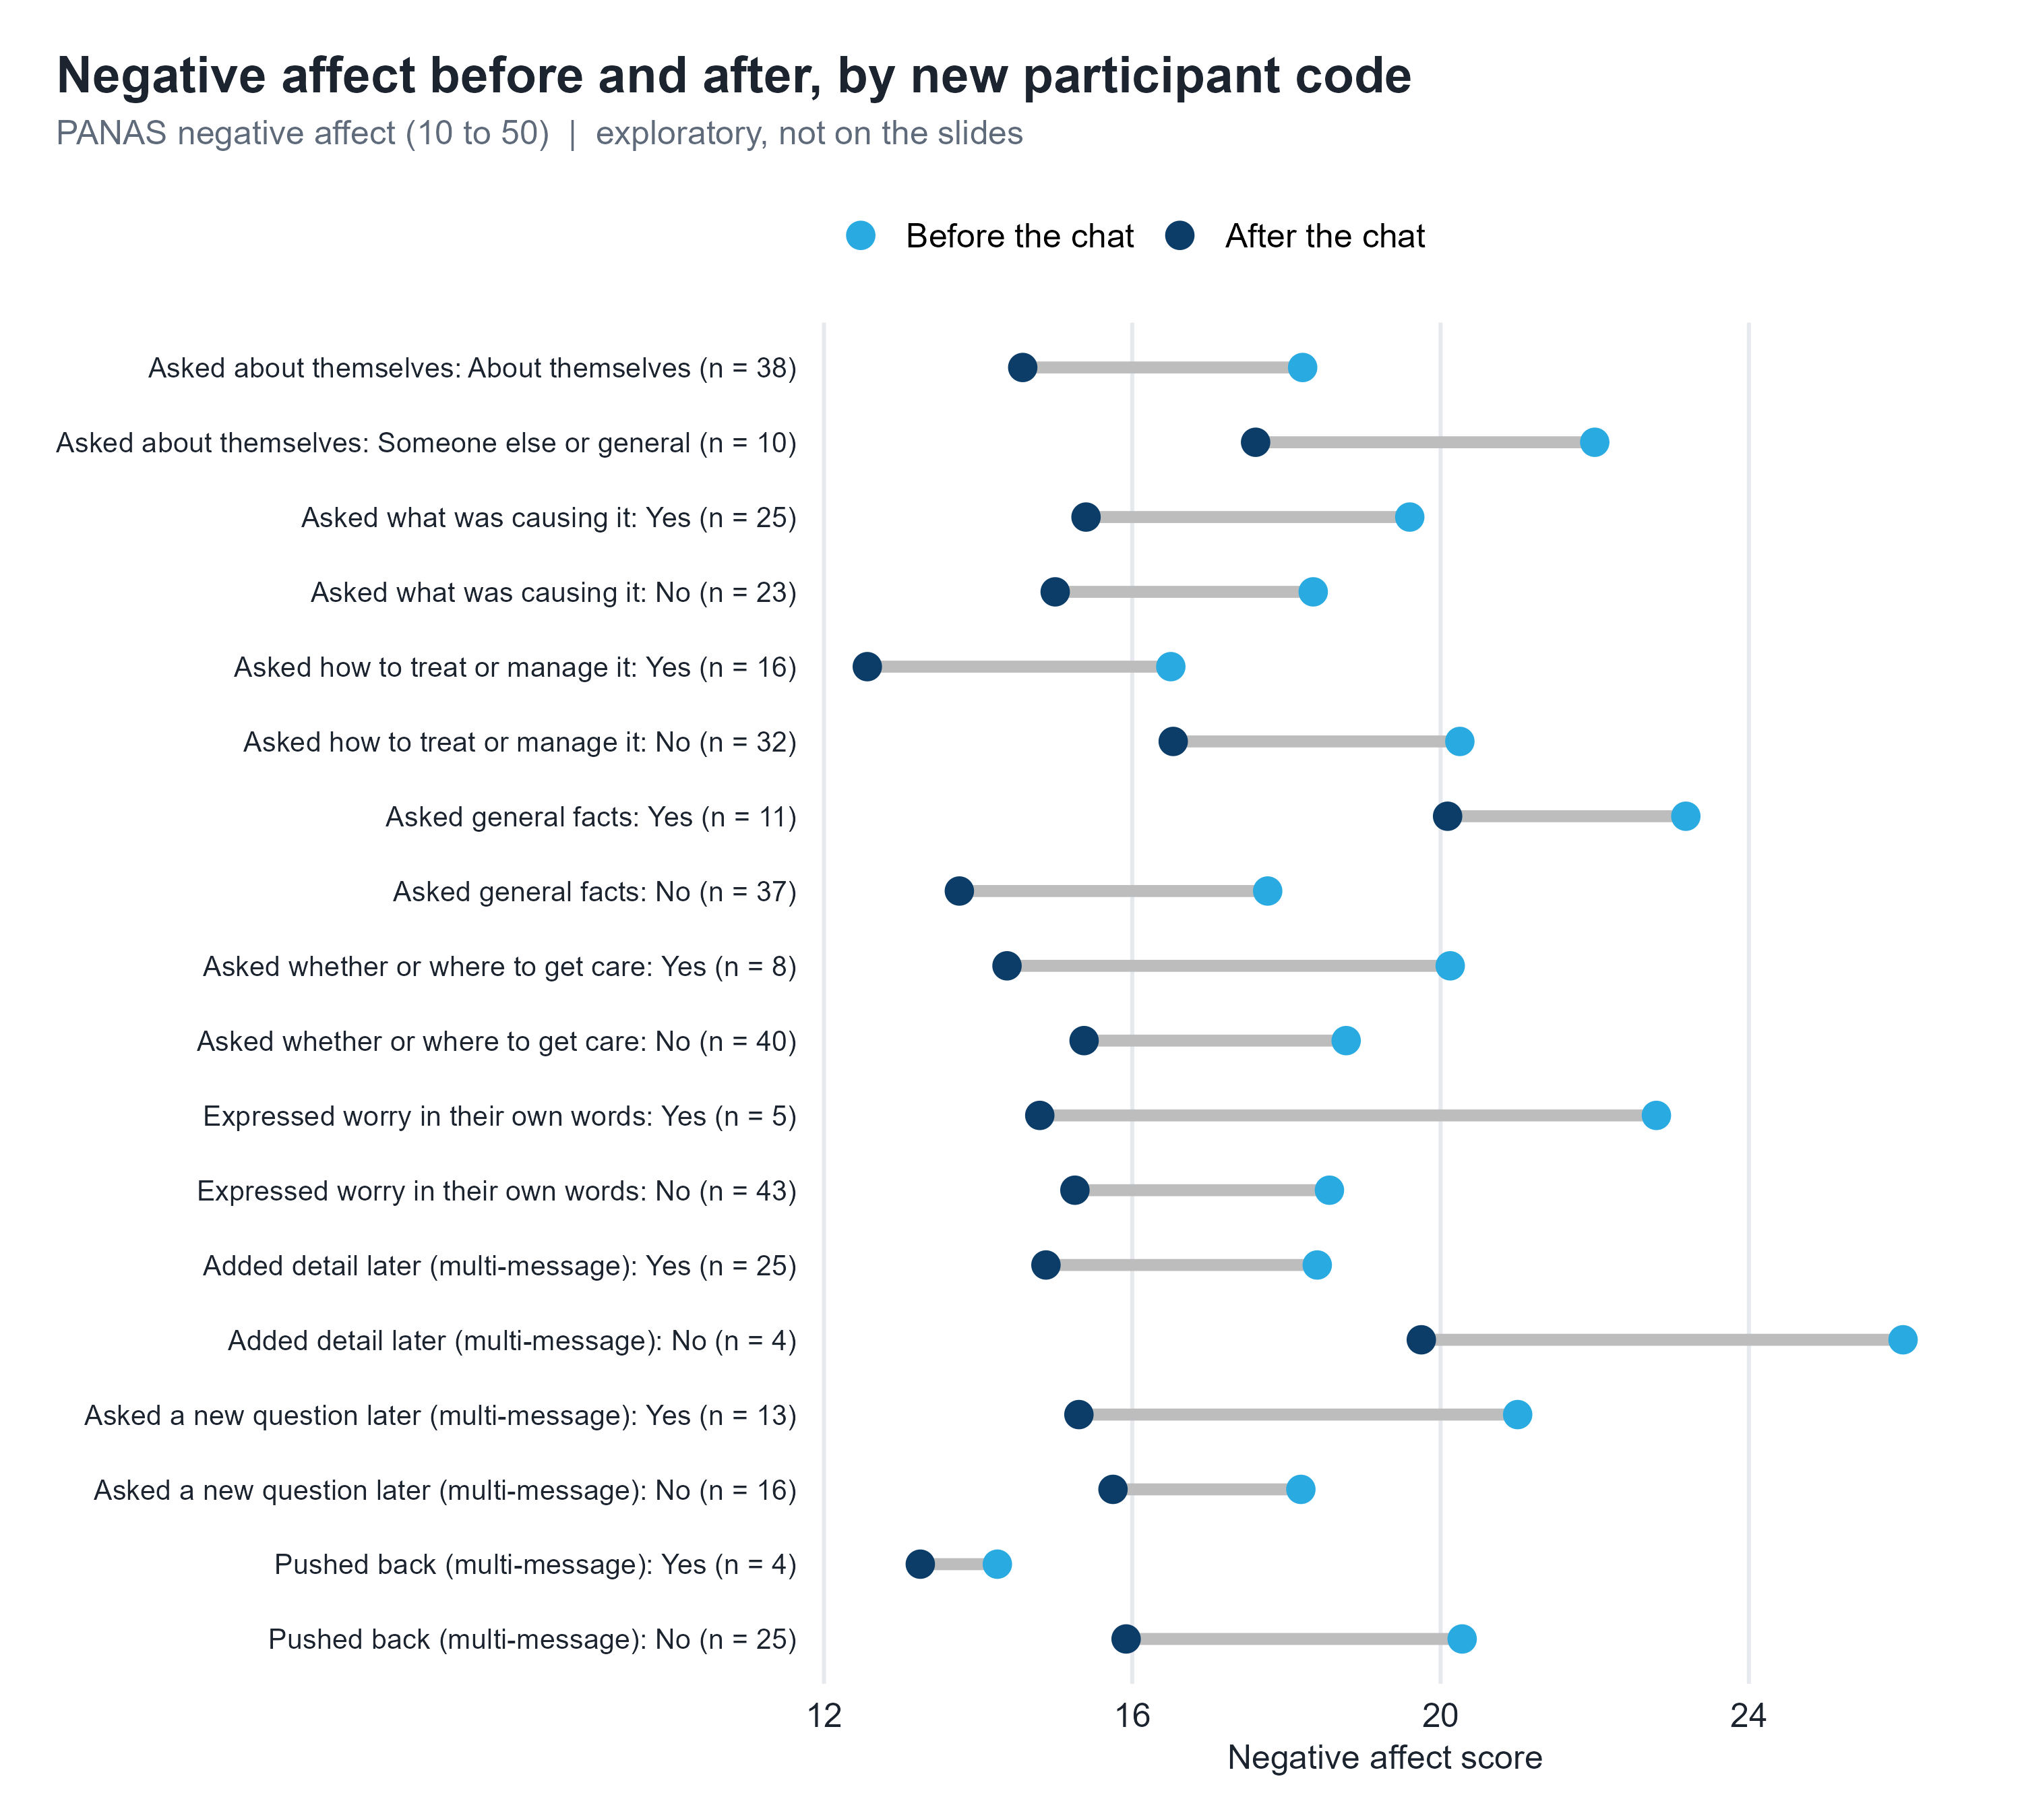 Negative affect before and after, by new participant code
PANAS negative affect (10 to 50)  |  exploratory, not on the slides
Before the chat
After the chat
Asked about themselves: About themselves (n = 38)
Asked about themselves: Someone else or general (n = 10)
Asked what was causing it: Yes (n = 25)
Asked what was causing it: No (n = 23)
Asked how to treat or manage it: Yes (n = 16)
Asked how to treat or manage it: No (n = 32)
Asked general facts: Yes (n = 11)
Asked general facts: No (n = 37)
Asked whether or where to get care: Yes (n = 8)
Asked whether or where to get care: No (n = 40)
Expressed worry in their own words: Yes (n = 5)
Expressed worry in their own words: No (n = 43)
Added detail later (multi-message): Yes (n = 25)
Added detail later (multi-message): No (n = 4)
Asked a new question later (multi-message): Yes (n = 13)
Asked a new question later (multi-message): No (n = 16)
Pushed back (multi-message): Yes (n = 4)
Pushed back (multi-message): No (n = 25)
12 16 20 24
Negative affect score